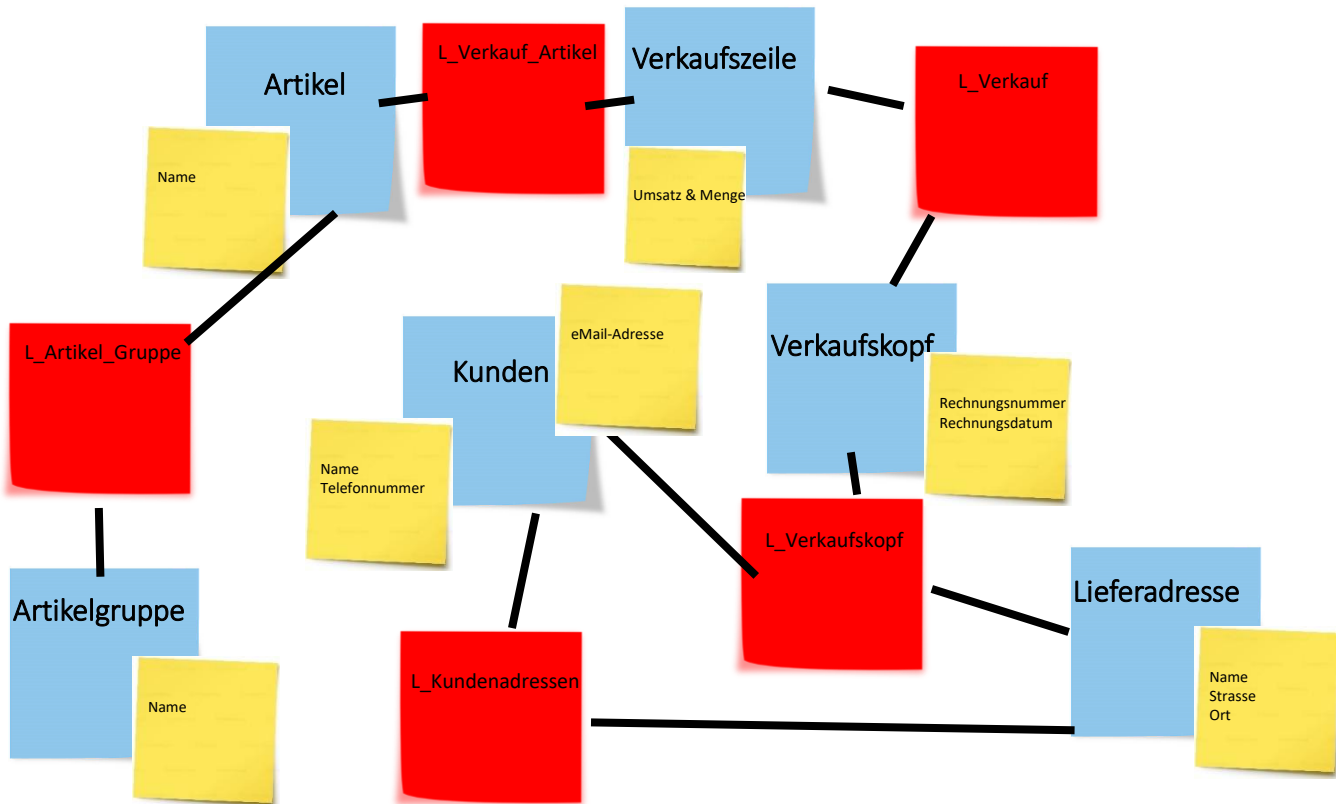 Artikel
L_Verkauf_Artikel
Verkaufszeile
L_Verkauf
Name
Umsatz & Menge
L_Artikel_Gruppe
Kunden
eMail-Adresse
Verkaufskopf
Rechnungsnummer
Rechnungsdatum
Name
Telefonnummer
L_Verkaufskopf
Artikelgruppe
Lieferadresse
L_Kundenadressen
Name
Name
Strasse
Ort